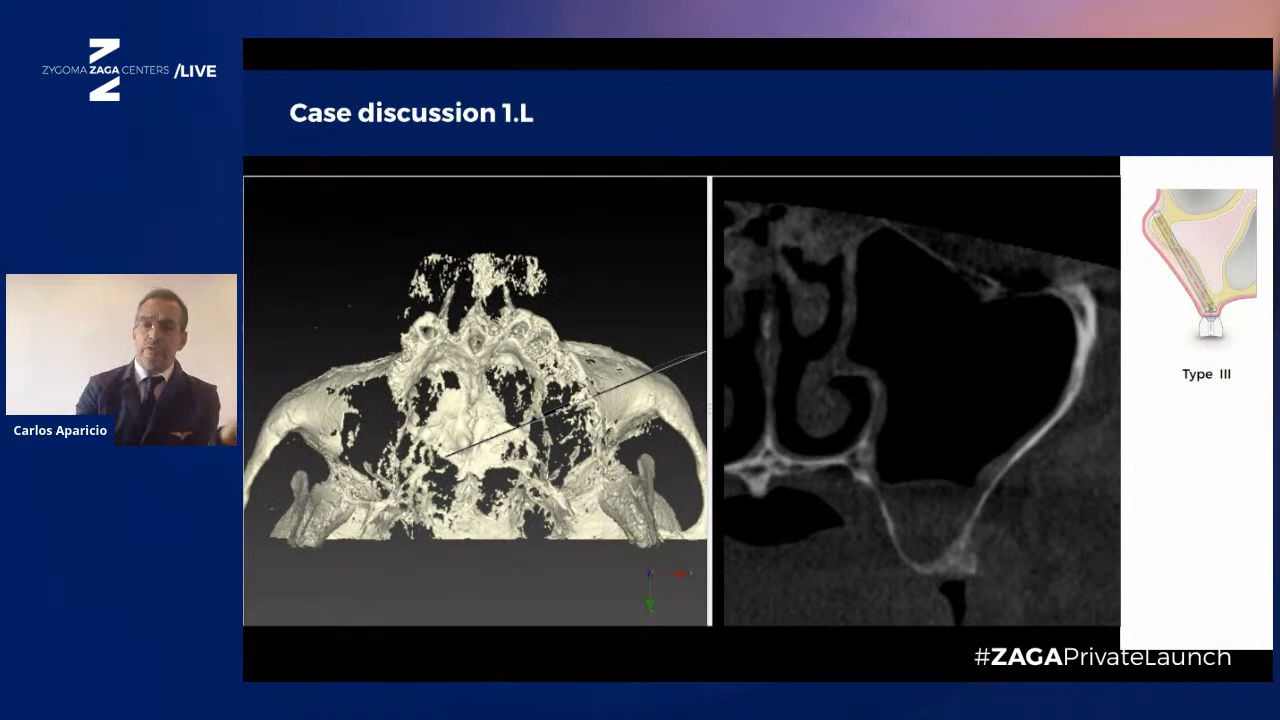 ZYGOMA ZAGA CENTERS /LIVE
Case discussion 1.L
Type III
Carlos Aparicio
#ZAGAPrivateLaunch